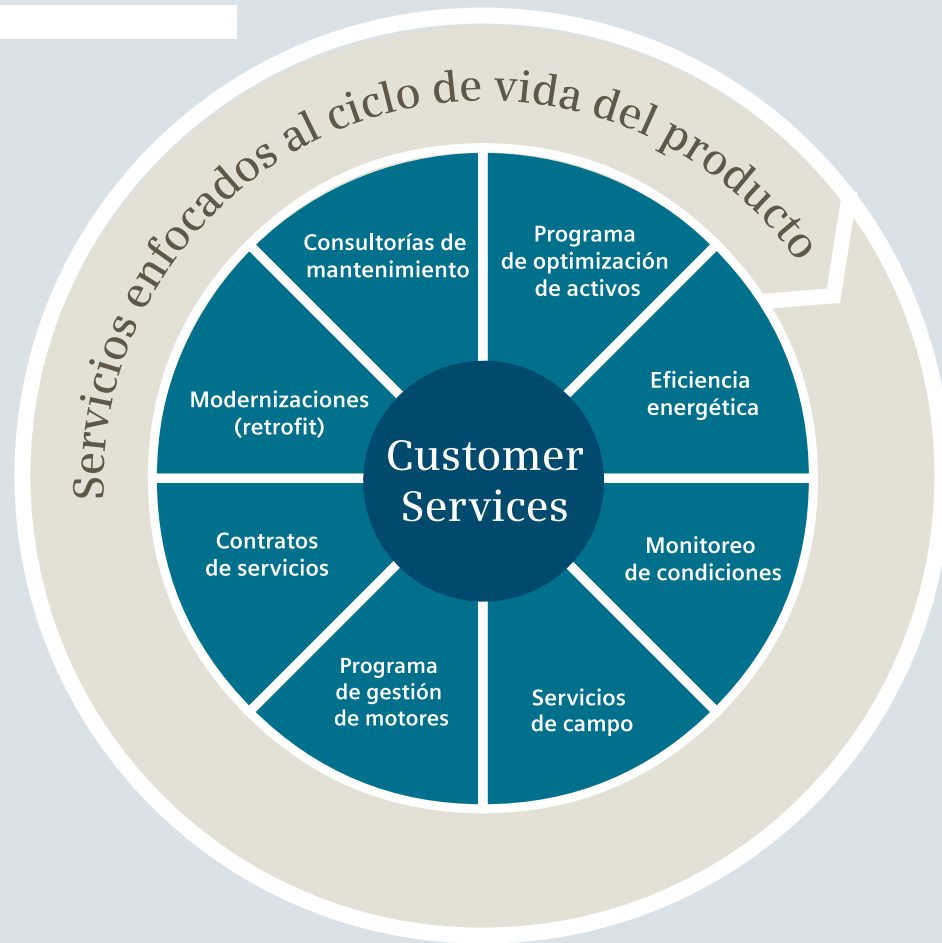 Servicios enfocados al ciclo de vida del producto
Consultorías de
mantenimiento
Programa
de optimización
de activos
Eficiencia
energética
Modernizaciones
(retrofit)
Customer
Services
Contratos
de servicios
Monitoreo
de condiciones
Programa
de gestión
de motores
Servicios
de campo